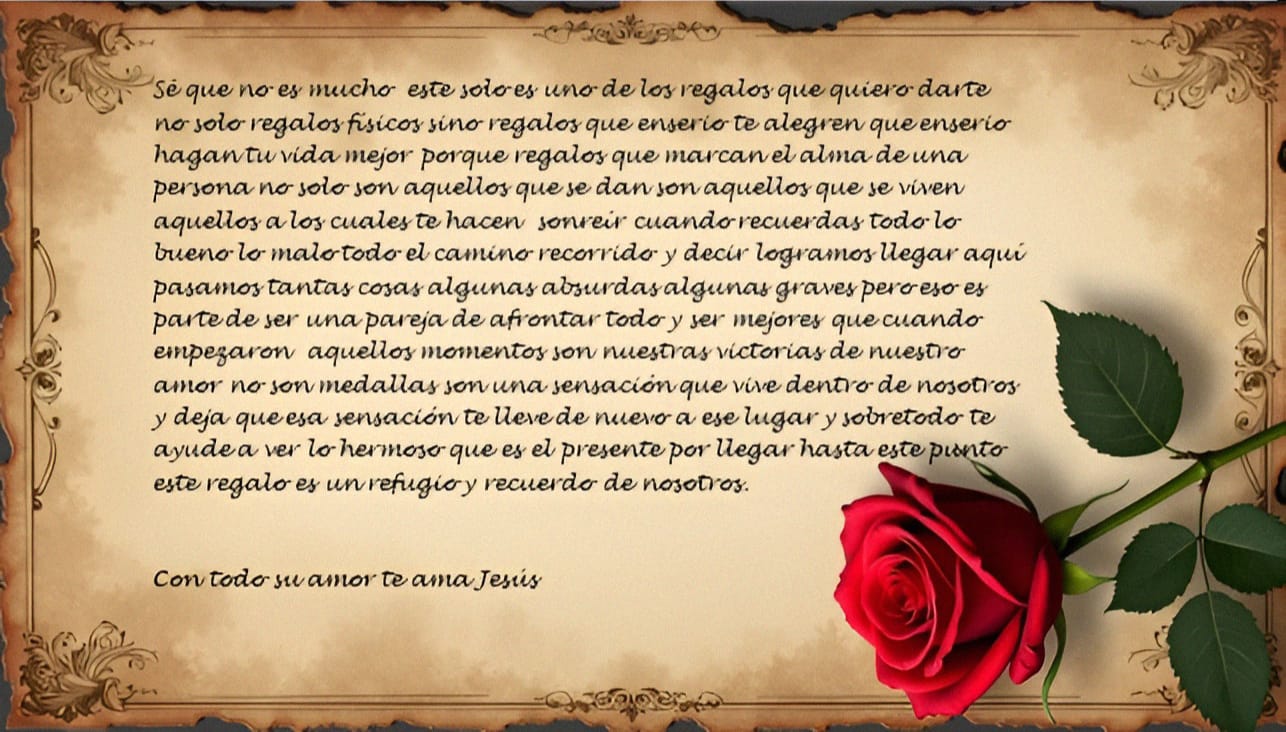 Sé que no es mucho este solo es uno de los regalos que quiero darte
no solo regalos físicos sino regalos que enserio te alegren que enserio
hagan tu vida mejor porque regalos que marcan el alma de una
persona no solo son aquellos que se dan son aquellos que se viven
aquellos a los cuales te hacen sonreír cuando recuerdas todo lo
bueno lo malo todo el camino recorrido y decir logramos llegar aquí
pasamos tantas cosas algunas absurdas algunas graves pero eso es
parte de ser una pareja de afrontar todo y ser mejores que cuando
empezaron aquellos momentos son nuestras victorias de nuestro
amor no son medallas son una sensación que vive dentro de nosotros
y deja que esa sensación te lleve de nuevo a ese lugar y sobretodo te
ayude a ver lo hermoso que es el presente por llegar hasta este punto
este regalo es un refugio y recuerdo de nosotros.
Con todo su amor te ama Jesús